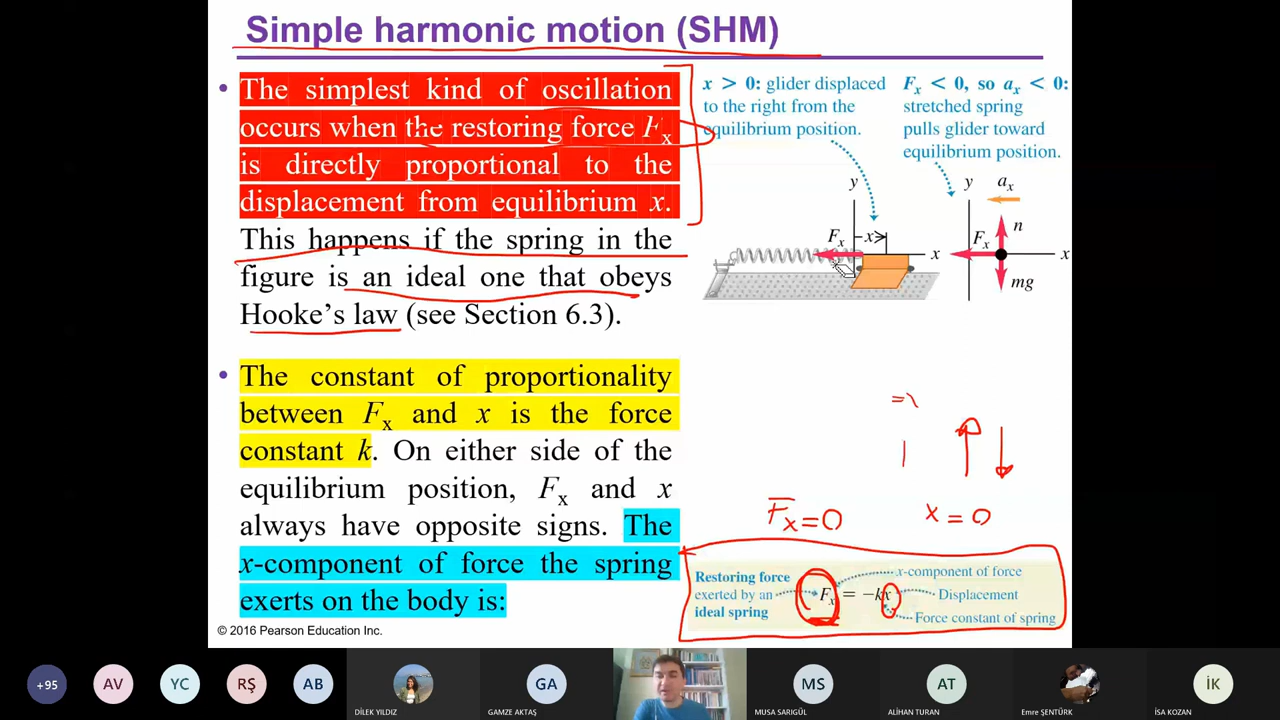 Simple harmonic motion (SHM)
• The simplest kind of oscillation
occurs when the restoring force Fx
is directly proportional to the
displacement from equilibrium x.
This happens if the spring in the
figure is an ideal one that obeys
Hooke's law (see Section 6.3).
• The constant of proportionality
between Fx and x is the force
constant k. On either side of the
equilibrium position, Fx and x
always have opposite signs. The
x-component of force the spring
exerts on the body is:
© 2016 Pearson Education Inc.
x > 0: glider displaced
to the right from the
equilibrium position.
Fx < 0, so ax < 0:
stretched spring
pulls glider toward
equilibrium position.
y
Fx
x
x
y
ax
n
Fx
x
mg
Fx = 0
x = 0
Restoring force
exerted by an
ideal spring
Fx = −kx
x-component of force
Displacement
Force constant of spring
+95
AV
YC
RŞ
AB
DİLEK YILDIZ
GA
GAMZE AKTAŞ
MS
MUSA SARIGÜL
AT
ALİHAN TURAN
Emre ŞENTÜRK
İK
İSA KOZAN